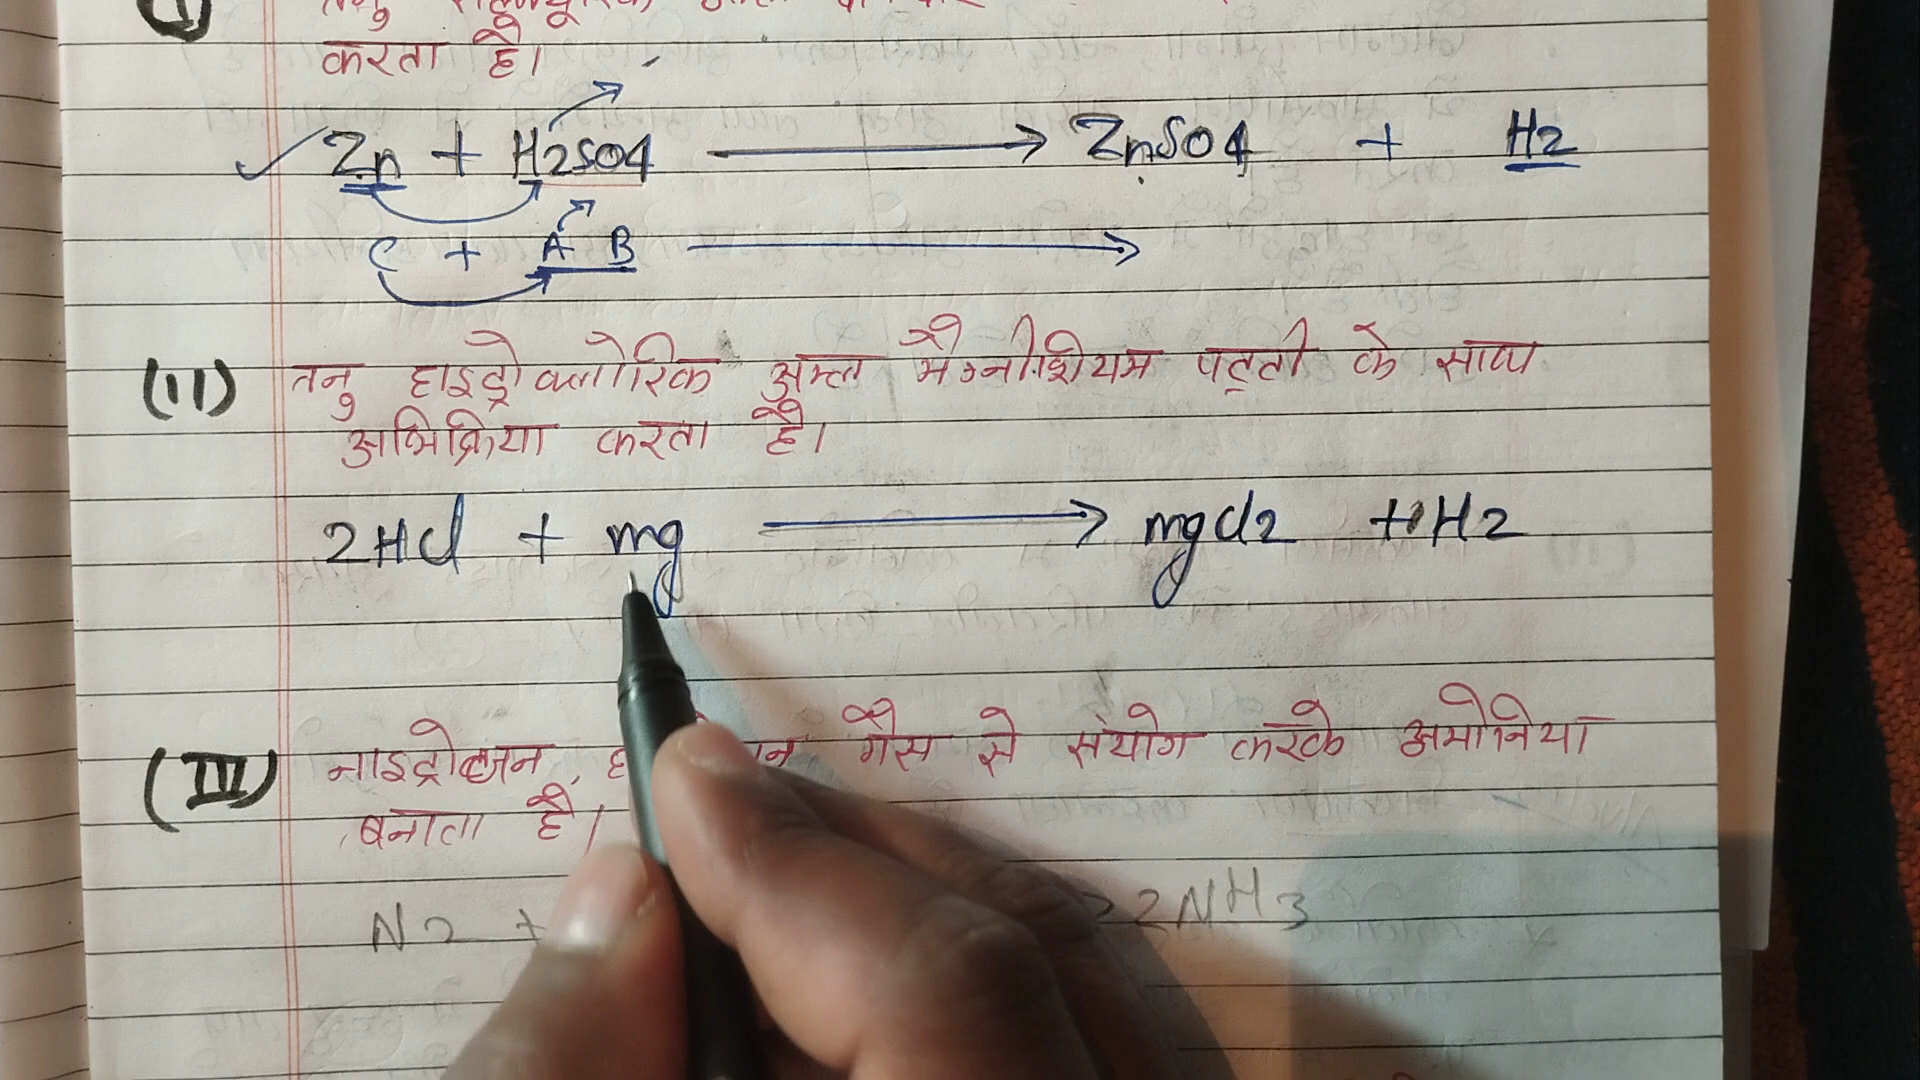 (I)
करता है।
Zn + H2SO4 → ZnSO4 + H2
C + A B →
(II) तनु हाइड्रोक्लोरिक अम्ल मैग्नीशियम पट्टी के साथ
अभिक्रिया करता है।
2HCl + mg → mgCl2 + H2
(III) नाइट्रोजन, गैस से संयोग करके अमोनिया
बनाता है।
N2 + → 2NH3